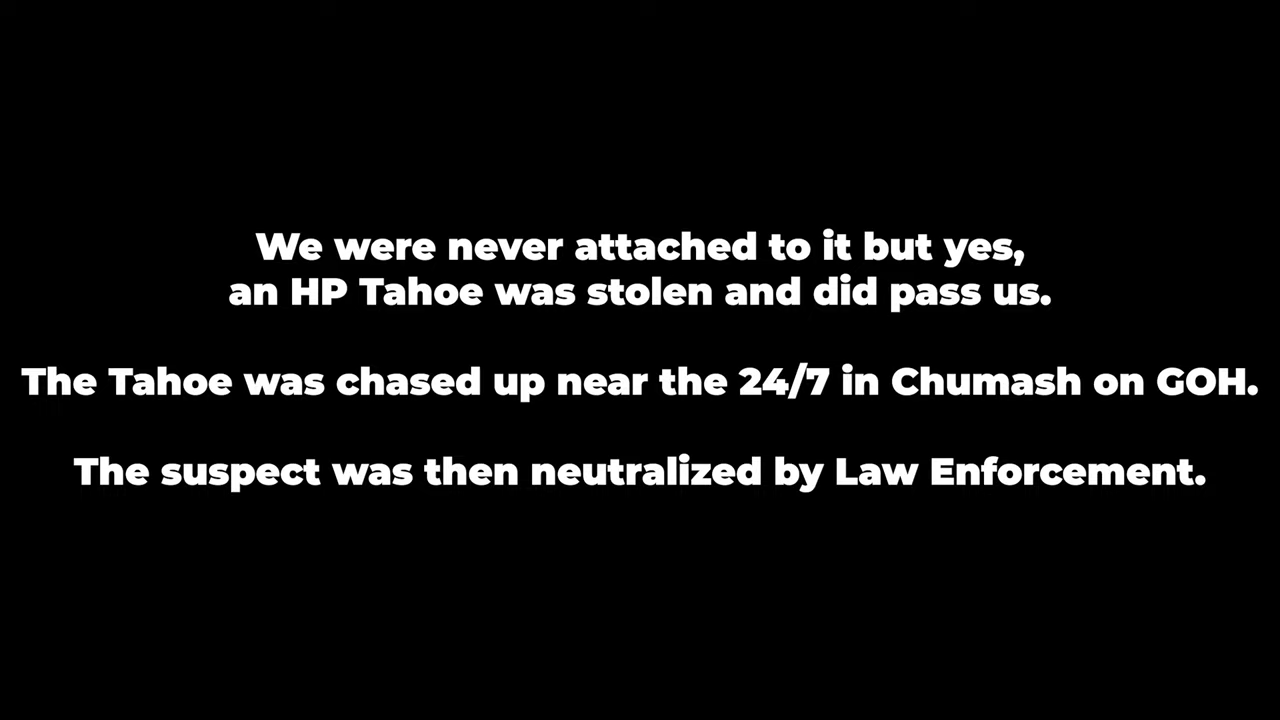 We were never attached to it but yes,
an HP Tahoe was stolen and did pass us.
The Tahoe was chased up near the 24/7 in Chumash on GOH.
The suspect was then neutralized by Law Enforcement.